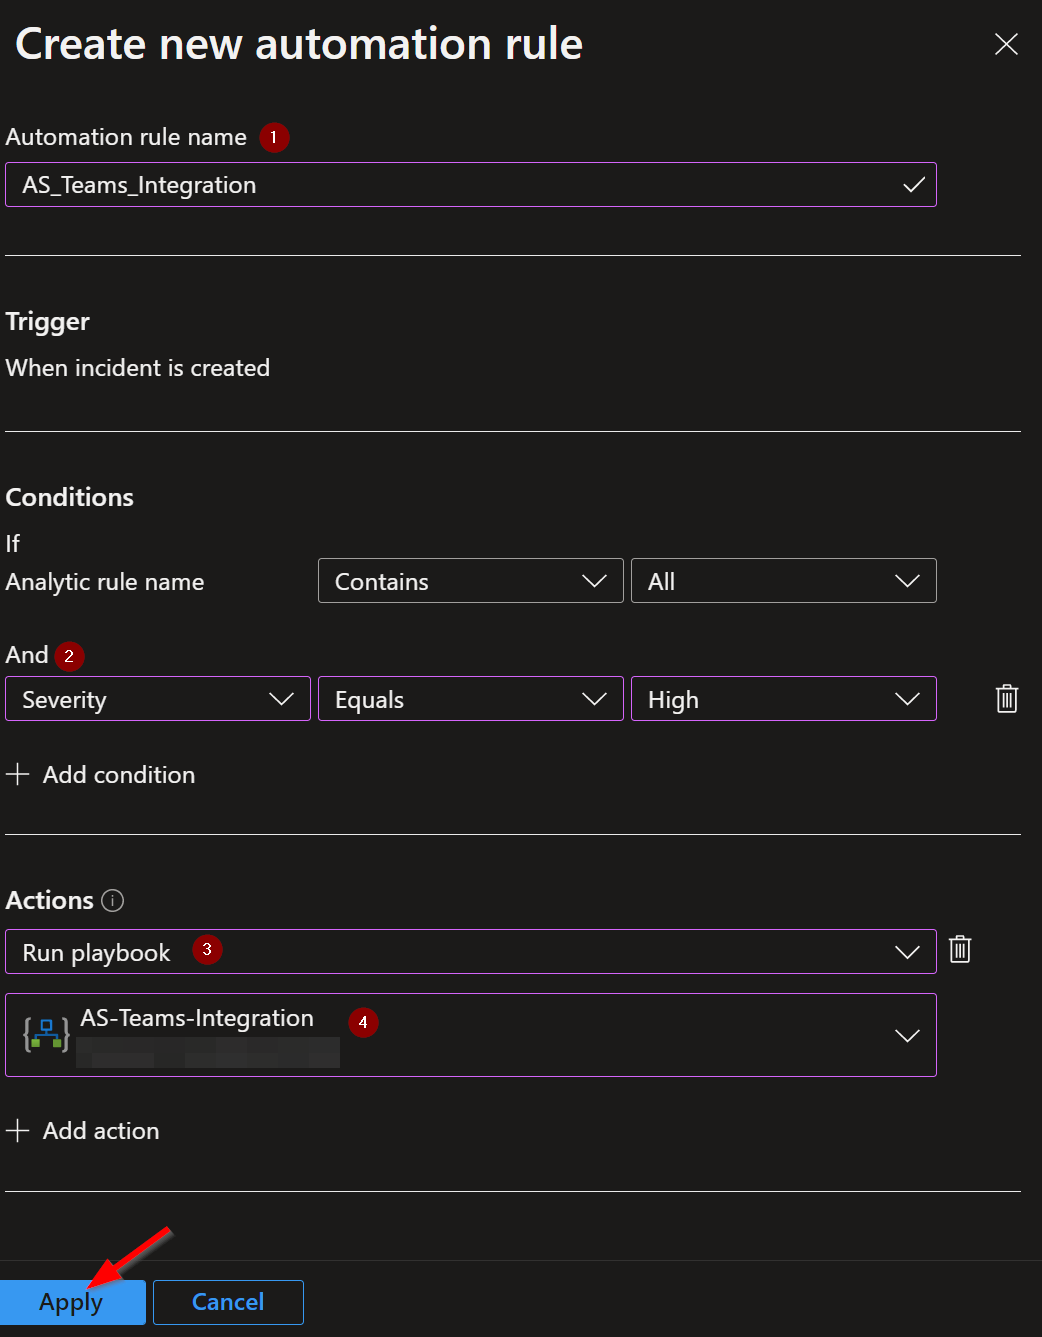 Create new automation rule
Automation rule name 1
AS_Teams_Integration
Trigger
When incident is created
Conditions
If
Analytic rule name Contains All
And 2
Severity Equals High
Add condition
Actions
Run playbook 3
AS-Teams-Integration 4
Add action
Apply Cancel